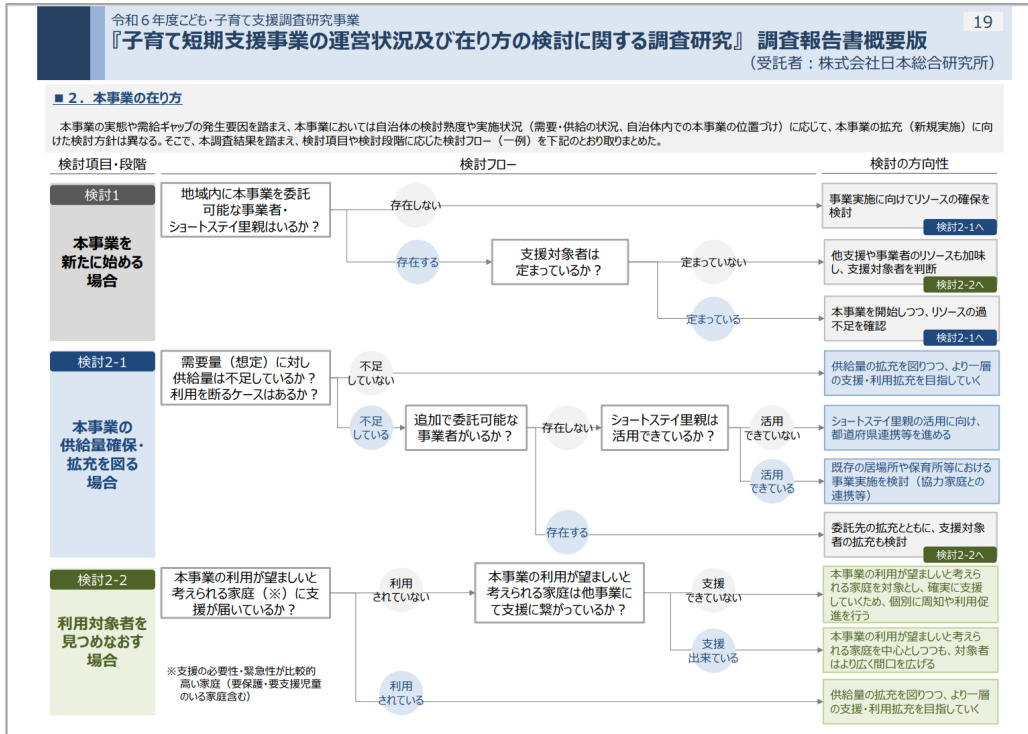 令和6年度こども・子育て支援調査研究事業
19
『子育て短期支援事業の運営状況及び在り方の検討に関する調査研究』 調査報告書概要版
（受託者：株式会社日本総合研究所）
■２．本事業の在り方
本事業の実態や需給ギャップの発生要因を踏まえ、本事業においては自治体の検討熟度や実施状況（需要・供給の状況、自治体内での本事業の位置づけ）に応じて、本事業の拡充（新規実施）に向
けた検討方針は異なる。そこで、本調査結果を踏まえ、検討項目や検討段階に応じた検討フロー（一例）を下記のとおり取りまとめた。
検討項目・段階
検討フロー
検討の方向性
検討1
本事業を
新たに始める
場合
地域内に本事業を委託
可能な事業者・
ショートステイ里親はいるか？
存在しない
事業実施に向けてリソースの確保を
検討
検討2-1へ
存在する
支援対象者は
定まっているか？
定まっていない
他支援や事業者のリソースも加味
し、支援対象者を判断
検討2-2へ
定まっている
本事業を開始しつつ、リソースの過
不足を確認
検討2-1へ
検討2-1
本事業の
供給量確保・
拡充を図る
場合
需要量（想定）に対し
供給量は不足しているか？
利用を断るケースはあるか？
不足
していない
供給量の拡充を図りつつ、より一層
の支援・利用拡充を目指していく
不足
している
追加で委託可能な
事業者がいるか？
存在しない
ショートステイ里親は
活用できているか？
活用
できていない
ショートステイ里親の活用に向け、
都道府県連携等を進める
活用
できている
既存の居場所や保育所等における
事業実施を検討（協力家庭との
連携等）
存在する
委託先の拡充とともに、支援対象
者の拡充も検討
検討2-2へ
検討2-2
利用対象者を
見つめなおす
場合
本事業の利用が望ましいと
考えられる家庭（※）に支
援が届いているか？
利用
されていない
本事業の利用が望ましいと
考えられる家庭は他事業に
て支援に繋がっているか？
支援
できていない
本事業の利用が望ましいと考えら
れる家庭を対象とし、確実に支援
していくため、個別に周知や利用促
進を行う
支援
出来ている
本事業の利用が望ましいと考えら
れる家庭を中心としつつも、対象者
はより広く間口を広げる
※支援の必要性・緊急性が比較的
高い家庭（要保護・要支援児童
のいる家庭含む）
利用
されている
供給量の拡充を図りつつ、より一層
の支援・利用拡充を目指していく